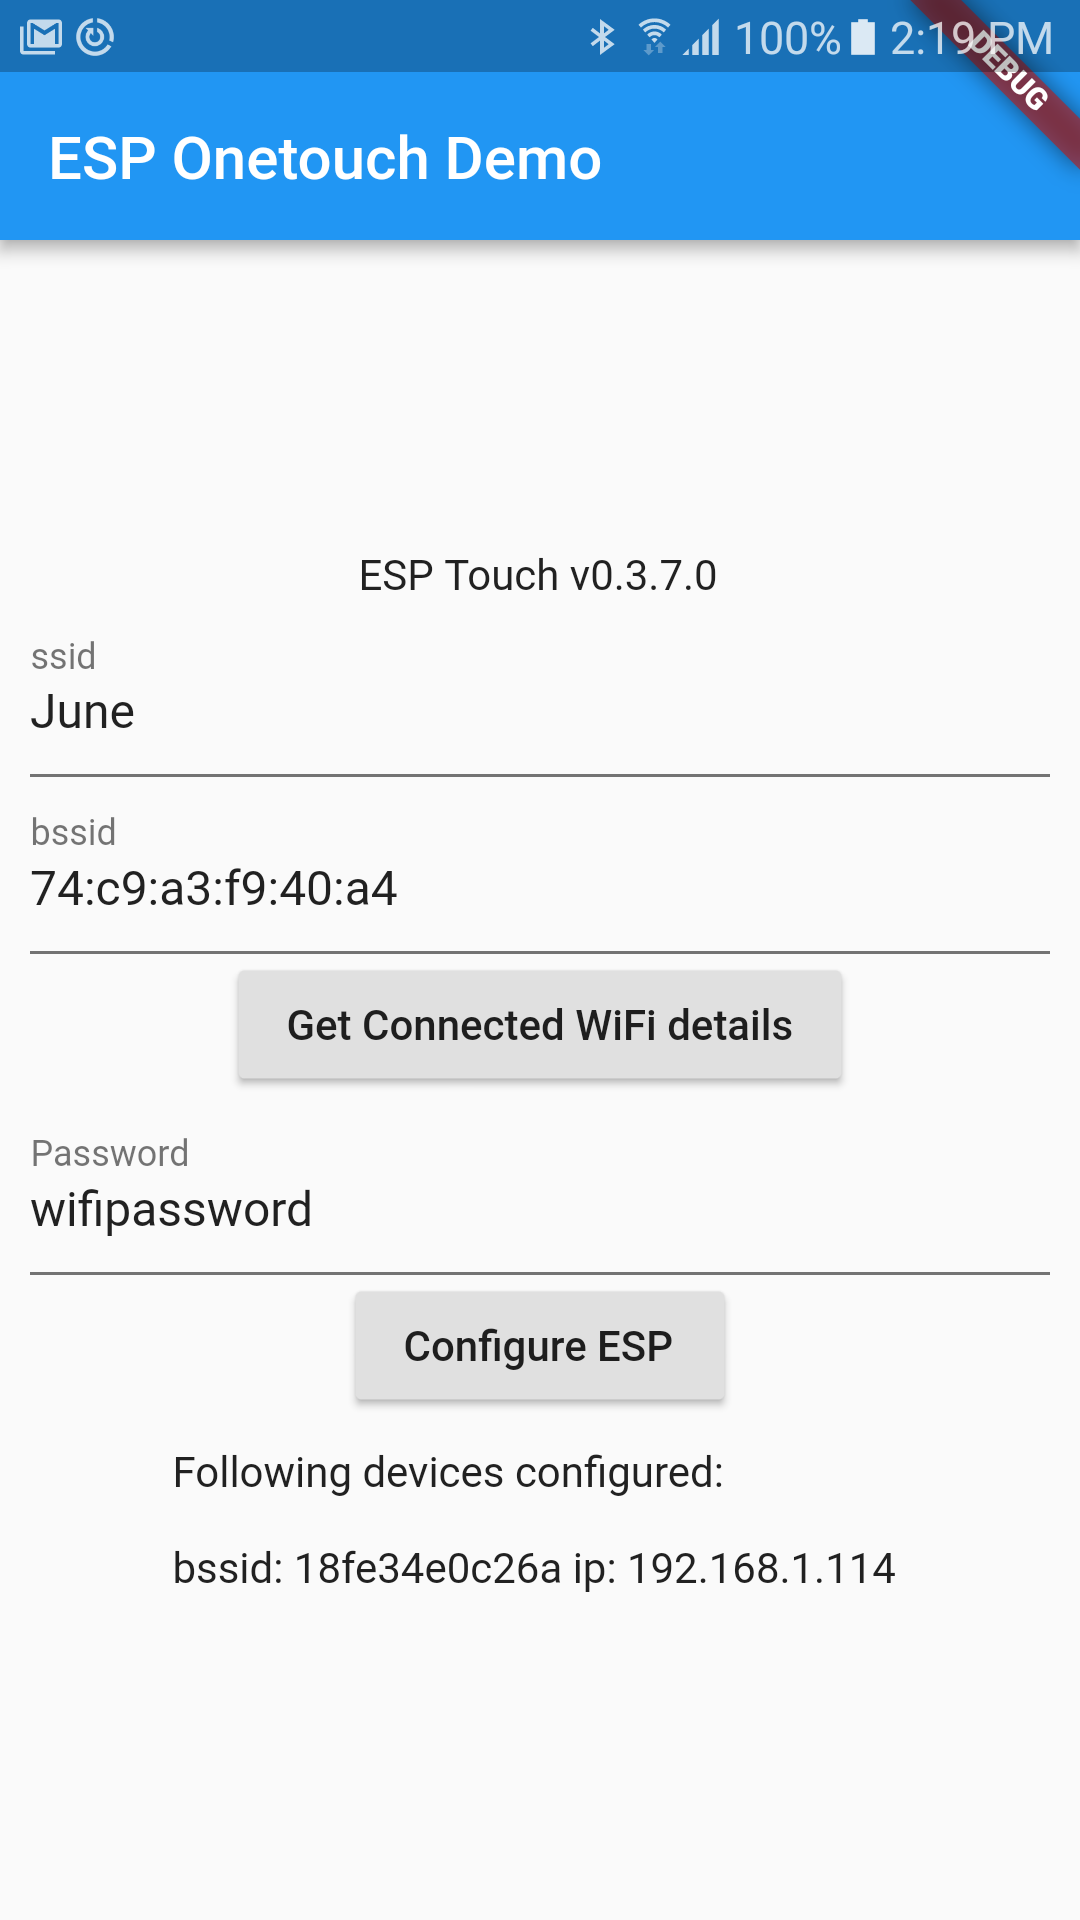 100% 2:19 PM
DEBUG
ESP Onetouch Demo
ESP Touch v0.3.7.0
ssid
June
bssid
74:c9:a3:f9:40:a4
Get Connected WiFi details
Password
wifipassword
Configure ESP
Following devices configured:
bssid: 18fe34e0c26a ip: 192.168.1.114